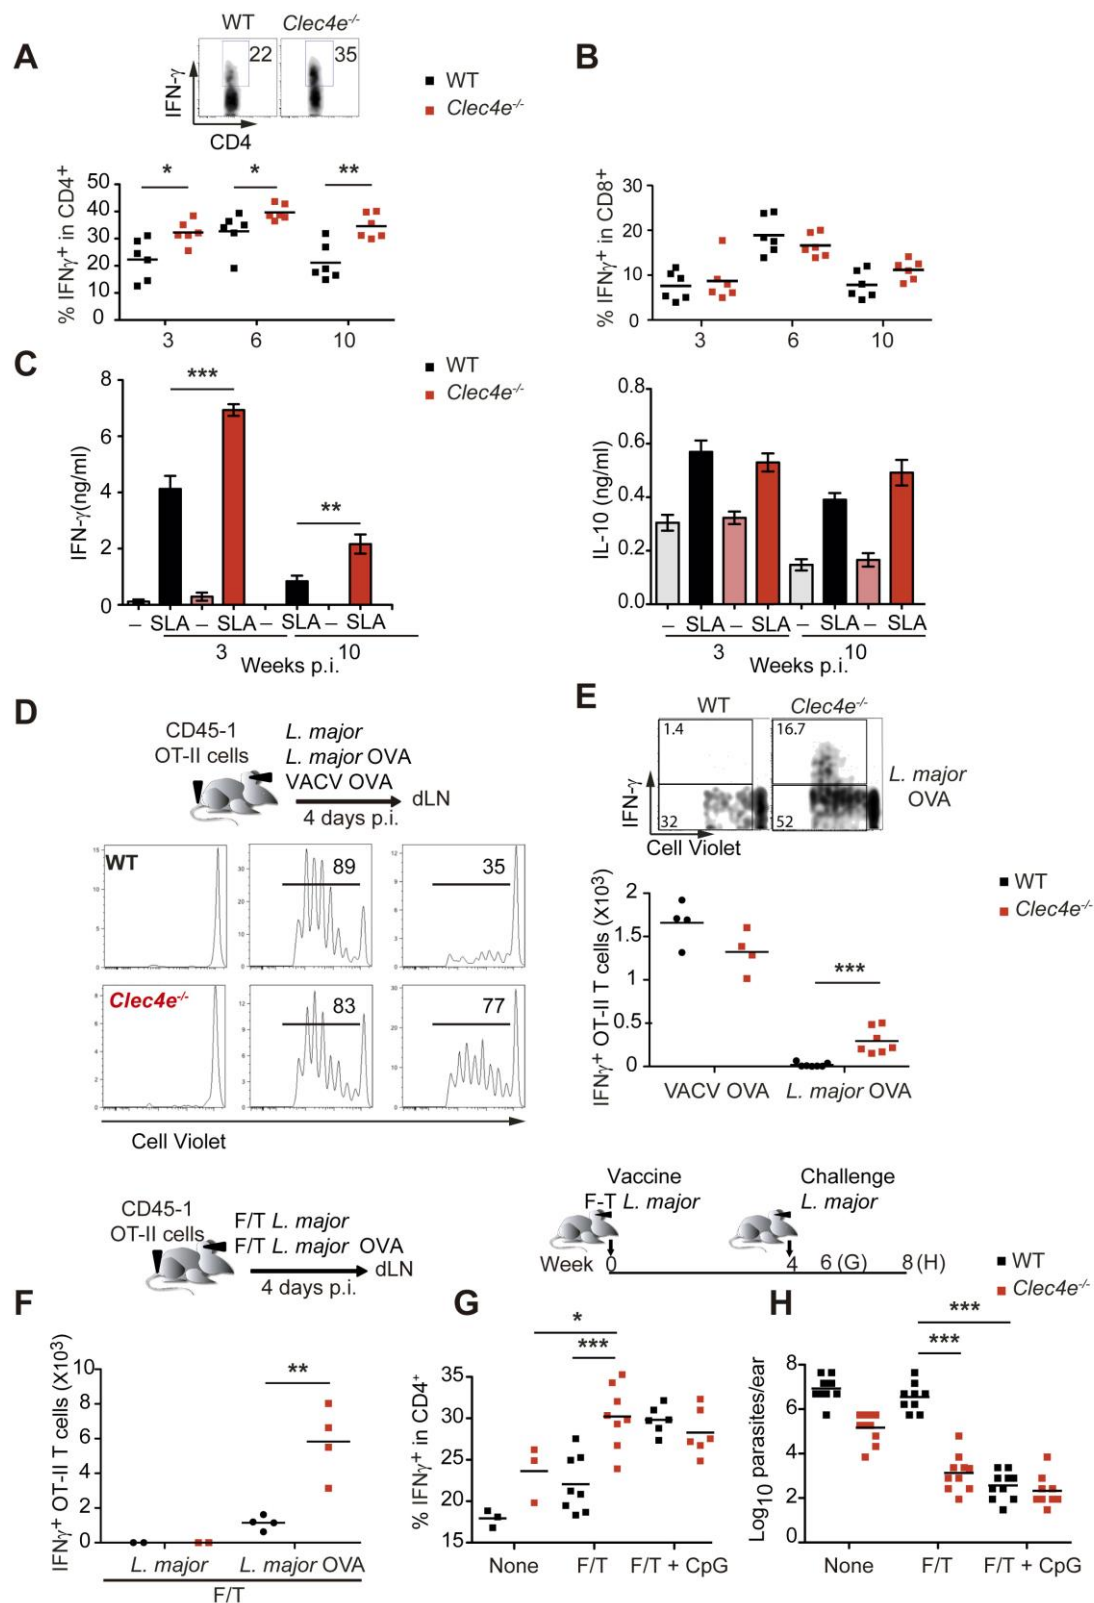 A
WT Clec4e-/-
22 35
IFN-γ
CD4
WT
Clec4e-/-
% IFNγ+ in CD4+
50
40
30
20
10
0
* * **
3 6 10
B
% IFNγ+ in CD8+
30
20
10
0
3 6 10
C
WT
Clec4e-/-
IFN-γ(ng/ml)
8
6
4
2
0
*** **
– SLA – SLA – SLA – SLA
3 10
Weeks p.i.
IL-10 (ng/ml)
0.8
0.6
0.4
0.2
0.0
– SLA – SLA – SLA – SLA
3 10
Weeks p.i.
D
CD45-1
OT-II cells
L. major
L. major OVA
VACV OVA
4 days p.i.
dLN
WT
89 35
Clec4e-/-
83 77
Cell Violet
E
WT Clec4e-/-
1.4 16.7
32 52
IFN-γ
Cell Violet
L. major
OVA
WT
Clec4e-/-
IFNγ+ OT-II T cells (X10³)
2
1.5
1
0.5
0
***
VACV OVA L. major OVA
CD45-1
OT-II cells
F/T L. major
F/T L. major OVA
4 days p.i.
dLN
F
IFNγ+ OT-II T cells (X10³)
10
8
6
4
2
0
**
L. major L. major OVA
F/T
Vaccine
F-T L. major
Challenge
L. major
Week 0 4 6 (G) 8 (H)
WT
Clec4e-/-
G
% IFNγ+ in CD4+
35
30
25
20
15
*
***
None F/T F/T + CpG
H
Log10 parasites/ear
8
6
4
2
0
***
***
None F/T F/T + CpG